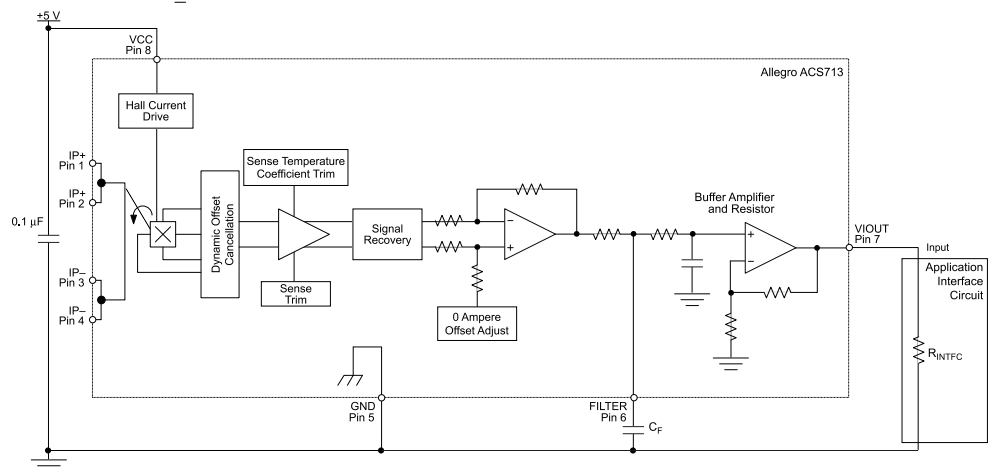 +5 V
VCC
Pin 8
Allegro ACS713
Hall Current
Drive
IP+
Pin 1
IP+
Pin 2
0.1 µF
IP–
Pin 3
IP–
Pin 4
Dynamic Offset
Cancellation
Sense Temperature
Coefficient Trim
Sense
Trim
Signal
Recovery
0 Ampere
Offset Adjust
Buffer Amplifier
and Resistor
VIOUT
Pin 7
Input
Application
Interface
Circuit
RINTFC
GND
Pin 5
FILTER
Pin 6
CF